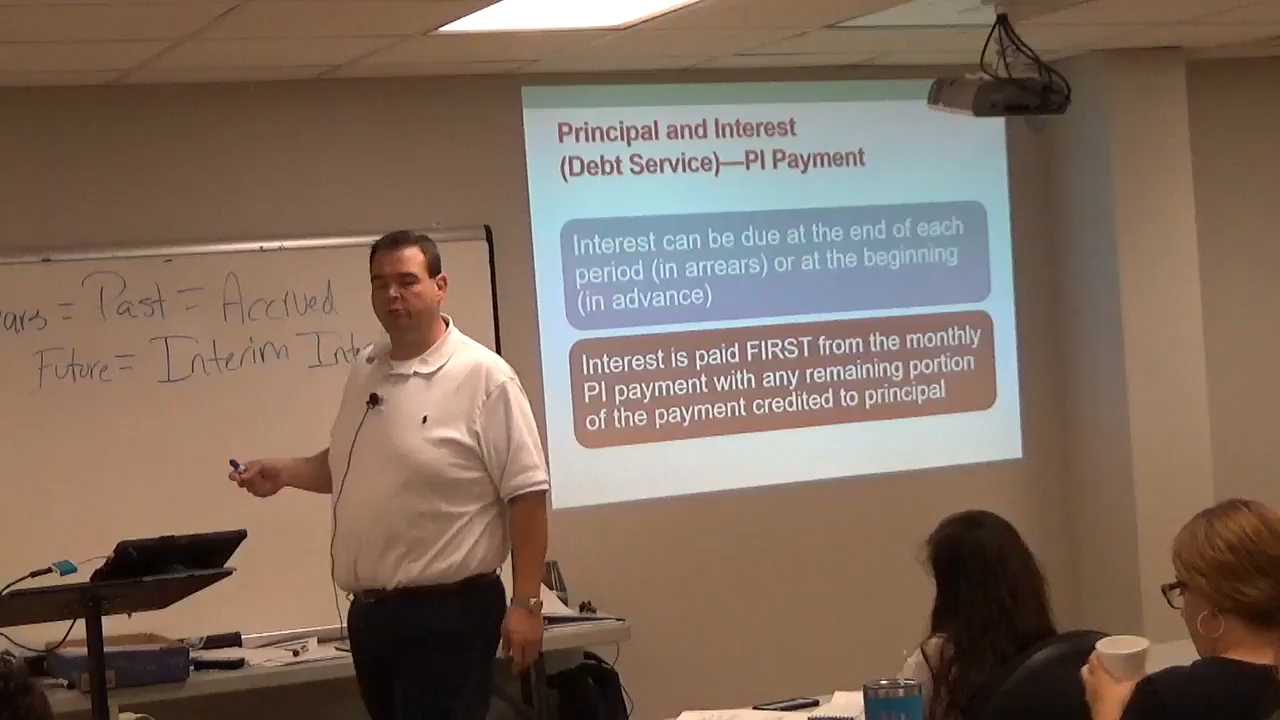 Principal and Interest
(Debt Service)—PI Payment
Interest can be due at the end of each
period (in arrears) or at the beginning
(in advance)
Interest is paid FIRST from the monthly
PI payment with any remaining portion
of the payment credited to principal
= Past = Accrued
Future = Interim